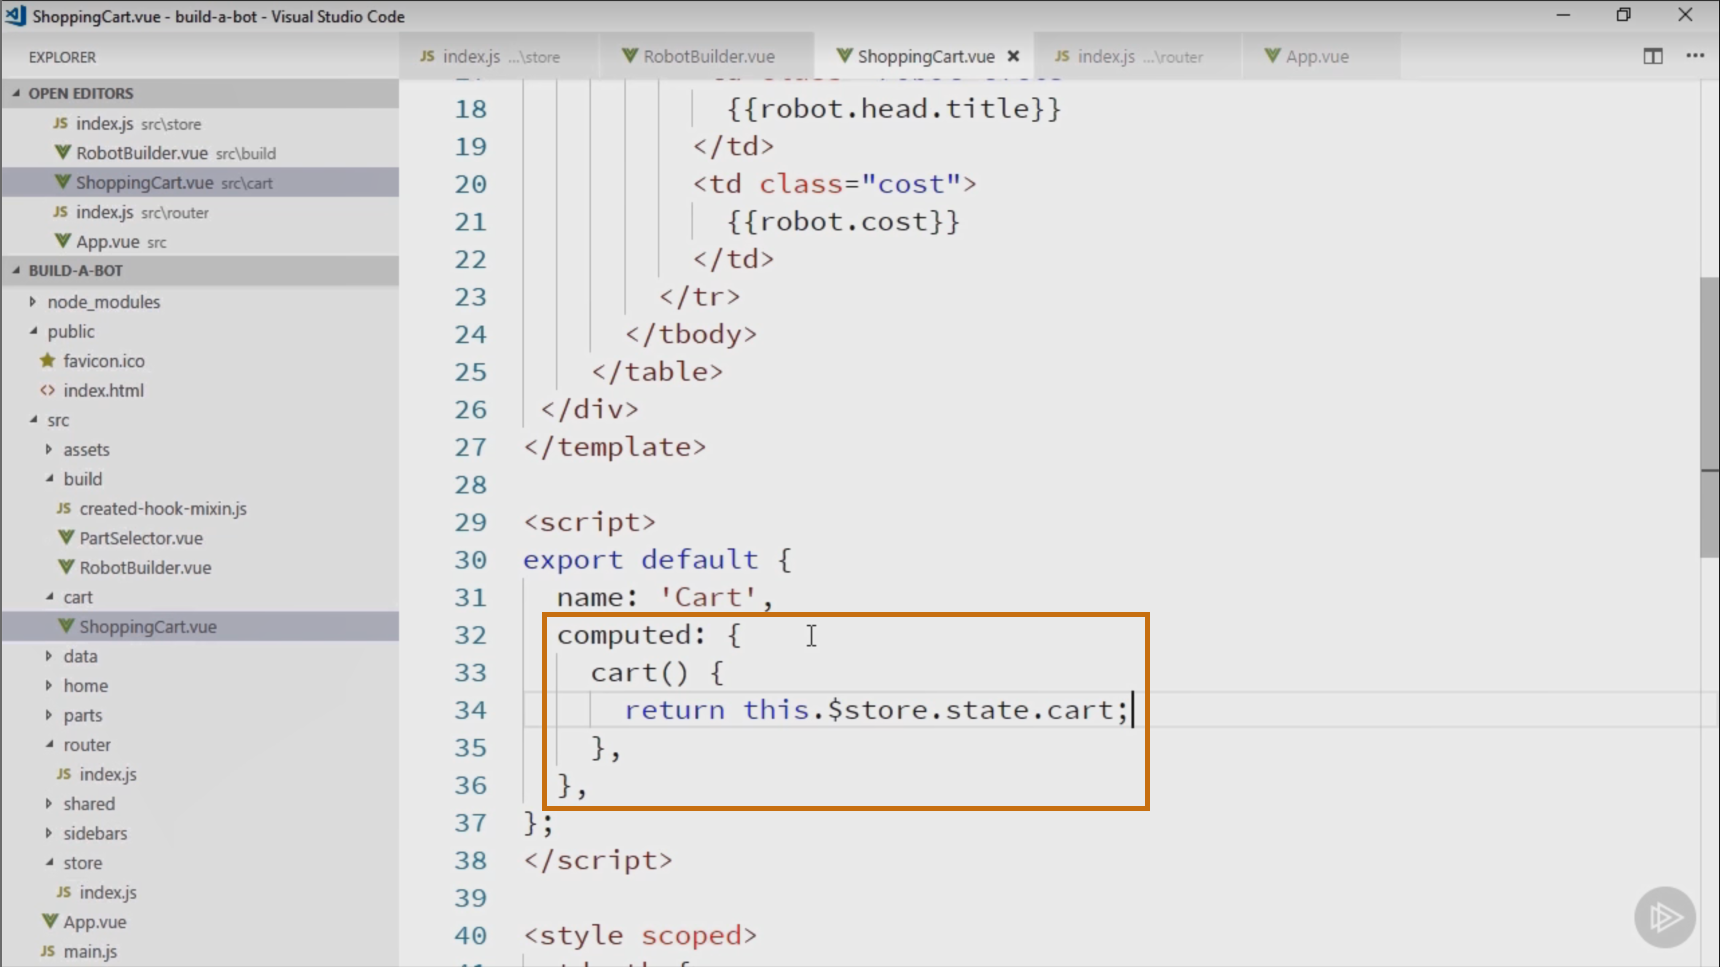 ShoppingCart.vue - build-a-bot - Visual Studio Code
EXPLORER
JS index.js ...\store
RobotBuilder.vue
ShoppingCart.vue ×
JS index.js ...\router
App.vue
OPEN EDITORS
JS index.js src\store
RobotBuilder.vue src\build
ShoppingCart.vue src\cart
JS index.js src\router
App.vue src
BUILD-A-BOT
node_modules
public
favicon.ico
<> index.html
src
assets
build
JS created-hook-mixin.js
PartSelector.vue
RobotBuilder.vue
cart
ShoppingCart.vue
data
home
parts
router
JS index.js
shared
sidebars
store
JS index.js
App.vue
JS main.js
18 {{robot.head.title}}
19 </td>
20 <td class="cost">
21 {{robot.cost}}
22 </td>
23 </tr>
24 </tbody>
25 </table>
26 </div>
27 </template>
28
29 <script>
30 export default {
31 name: 'Cart',
32 computed: {
33 cart() {
34 return this.$store.state.cart;
35 },
36 },
37 };
38 </script>
39
40 <style scoped>